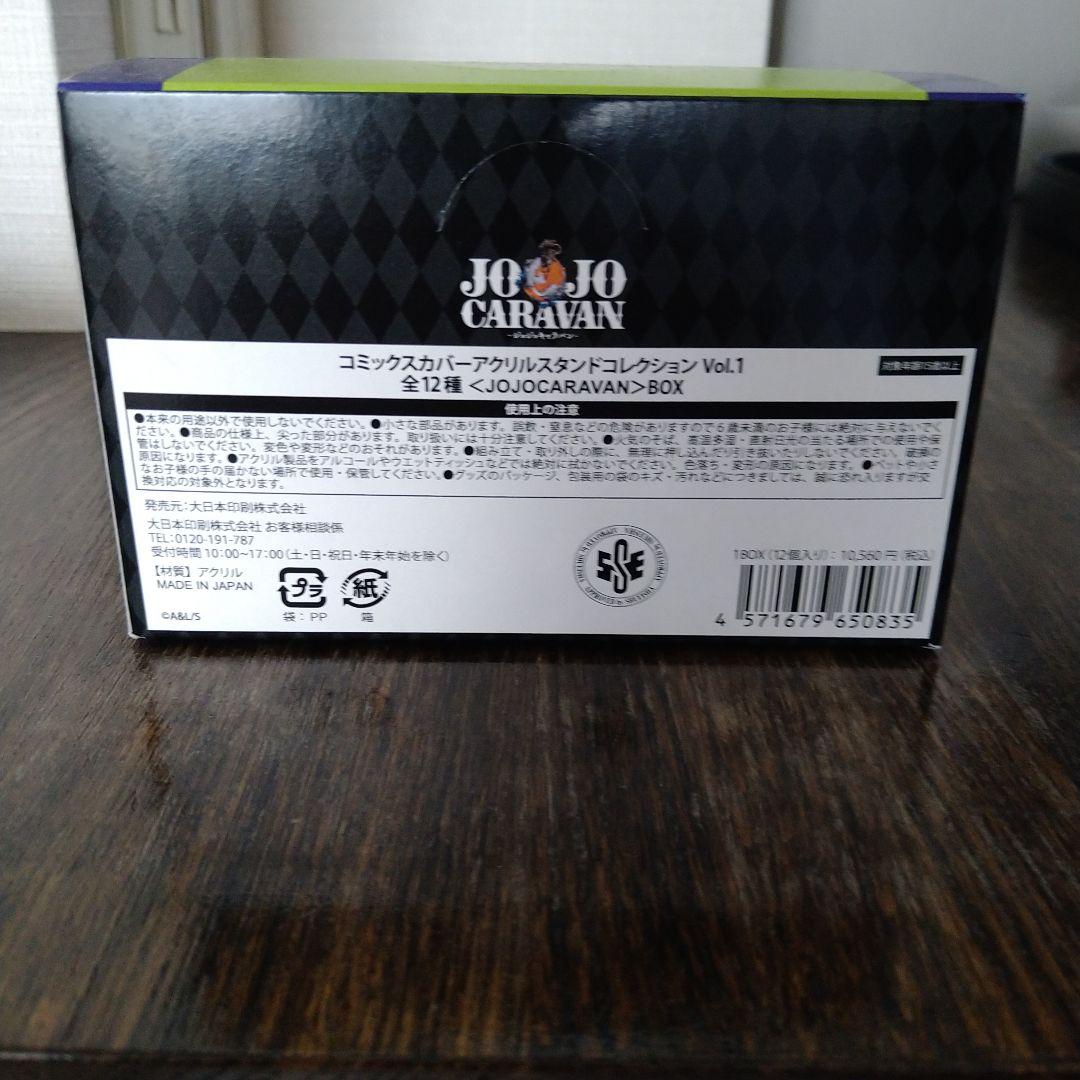 JOJO
CARAVAN
-ジョジョキャラバン-
コミックスカバーアクリルスタンドコレクション Vol.1
対象年齢15歳以上
全12種<JOJOCARAVAN>BOX
使用上の注意
●本来の用途以外で使用しないでください。●小さな部品があります。誤飲・窒息などの危険がありますので6歳未満のお子様には絶対に与えないでく
ださい。●商品の仕様上、尖った部分があります。取り扱いには十分注意してください。●火気のそば、高温多湿・直射日光の当たる場所での使用や保
管はしないでください。変色や変形などのおそれがあります。●組み立て・取り外しの際に、無理に押し込んだり引き抜いたりしないでください。破損の
原因になります。●アクリル製品をアルコールやウエットティッシュなどでは絶対に拭かないでください。色落ち・変形の原因になります。●ペットや小さ
なお子様の手の届かない場所で使用・保管してください。●グッズのパッケージ、包装用の袋のキズ・汚れなどにつきましては、誠に恐れ入りますが交
換対応の対象外となります。
発売元:大日本印刷株式会社
大日本印刷株式会社 お客様相談係
TEL:0120-191-787
受付時間 10:00~17:00(土・日・祝日・年末年始を除く)
【材質】アクリル
MADE IN JAPAN
©A&L/S
プラ
袋:PP
紙
箱
1BOX(12個入り):10,560円(税込)
4 571679 650835